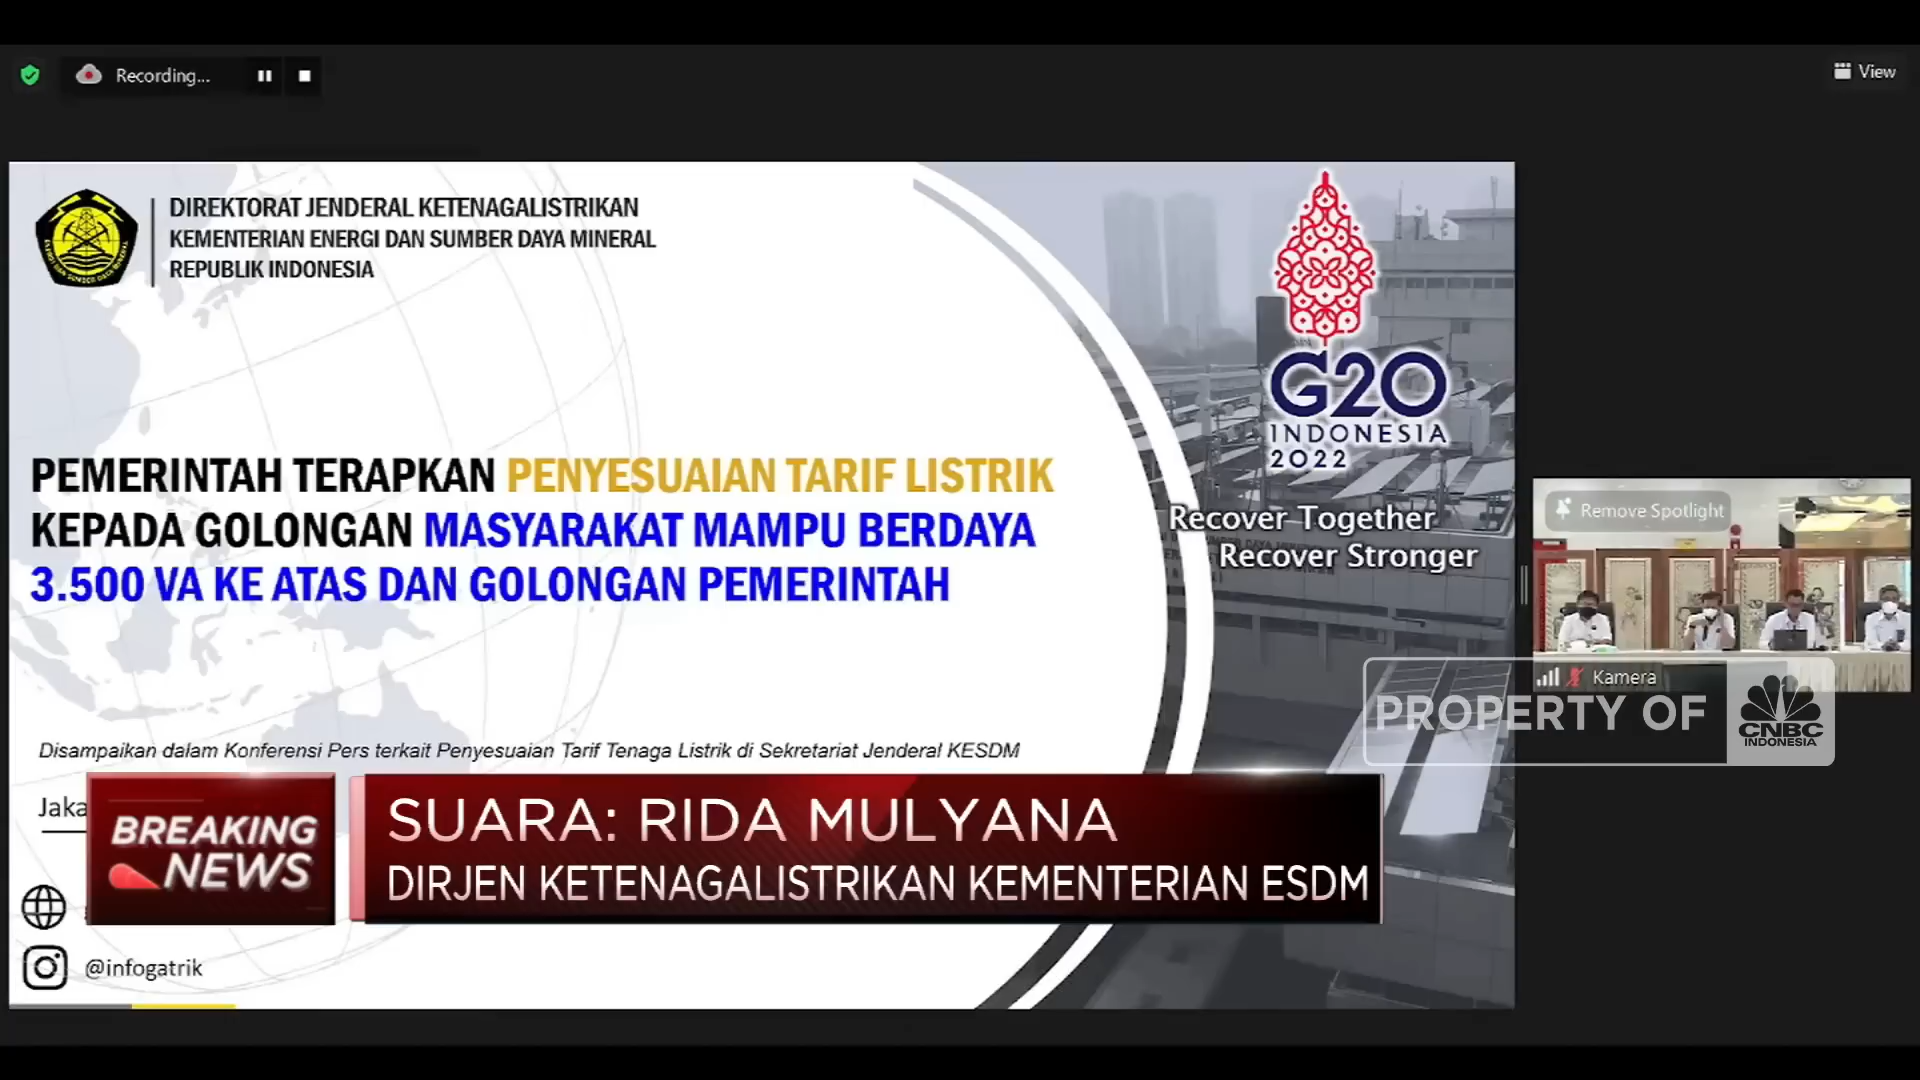 Recording...
View
DIREKTORAT JENDERAL KETENAGALISTRIKAN
KEMENTERIAN ENERGI DAN SUMBER DAYA MINERAL
REPUBLIK INDONESIA
G20
INDONESIA
2022
Recover Together
Recover Stronger
PEMERINTAH TERAPKAN PENYESUAIAN TARIF LISTRIK
KEPADA GOLONGAN MASYARAKAT MAMPU BERDAYA
3.500 VA KE ATAS DAN GOLONGAN PEMERINTAH
Remove Spotlight
Kamera
PROPERTY OF
CNBC
INDONESIA
Disampaikan dalam Konferensi Pers terkait Penyesuaian Tarif Tenaga Listrik di Sekretariat Jenderal KESDM
Jaka
BREAKING
NEWS
SUARA: RIDA MULYANA
DIRJEN KETENAGALISTRIKAN KEMENTERIAN ESDM
@infogatrik